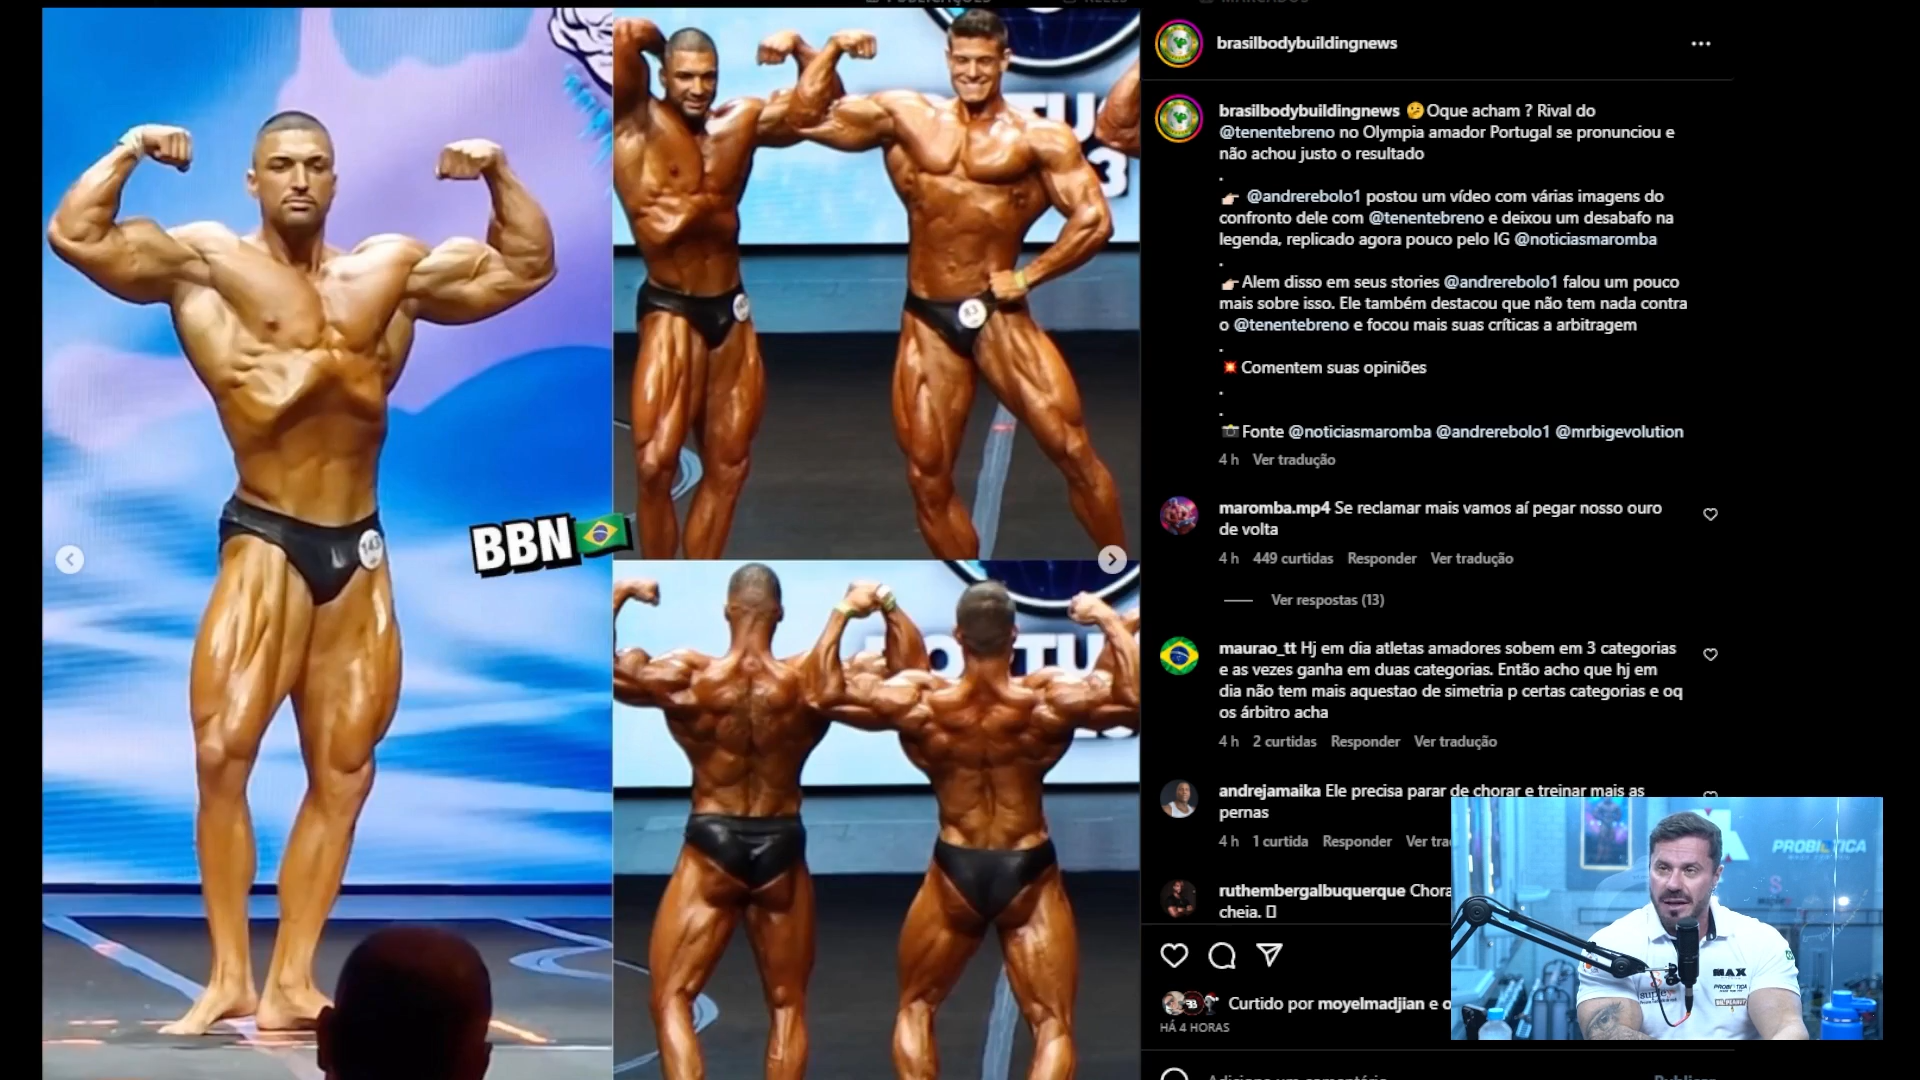 brasilbodybuildingnews
brasilbodybuildingnews 🤔Oque acham ? Rival do
@tenentebreno no Olympia amador Portugal se pronunciou e
não achou justo o resultado
.
👉 @andrerebolo1 postou um vídeo com várias imagens do
confronto dele com @tenentebreno e deixou um desabafo na
legenda, replicado agora pouco pelo IG @noticiasmaromba
.
👉Alem disso em seus stories @andrerebolo1 falou um pouco
mais sobre isso. Ele também destacou que não tem nada contra
o @tenentebreno e focou mais suas críticas a arbitragem
.
💥Comentem suas opiniões
.
.
📷Fonte @noticiasmaromba @andrerebolo1 @mrbigevolution
4 h Ver tradução
maromba.mp4 Se reclamar mais vamos aí pegar nosso ouro
de volta
4 h 449 curtidas Responder Ver tradução
Ver respostas (13)
maurao_tt Hj em dia atletas amadores sobem em 3 categorias
e as vezes ganha em duas categorias. Então acho que hj em
dia não tem mais aquestao de simetria p certas categorias e oq
os árbitro acha
4 h 2 curtidas Responder Ver tradução
andrejamaika Ele precisa parar de chorar e treinar mais as
pernas
4 h 1 curtida Responder Ver tra
ruthembergalbuquerque Chora
cheia.
Curtido por moyelmadjian e o
HÁ 4 HORAS
BBN
143
83
PROBIÓTICA
MAX
PROBIÓTICA